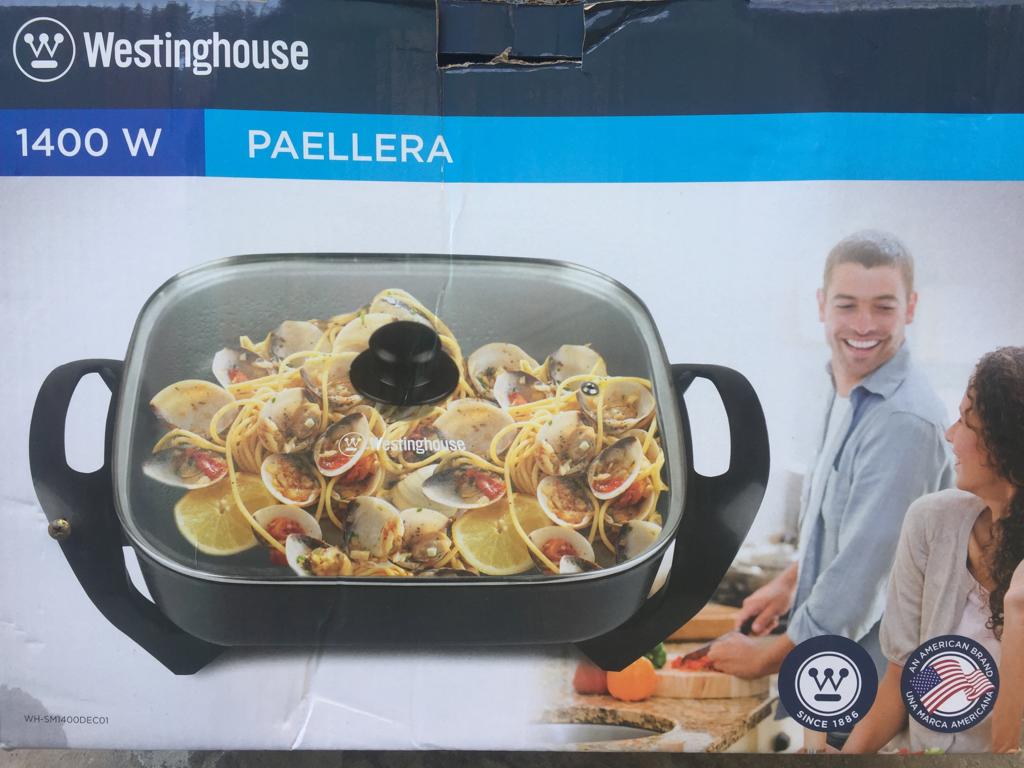 Westinghouse
1400 W
PAELLERA
Westinghouse
WH-SM1400DEC01
SINCE 1886
AN AMERICAN BRAND
UNA MARCA AMERICANA